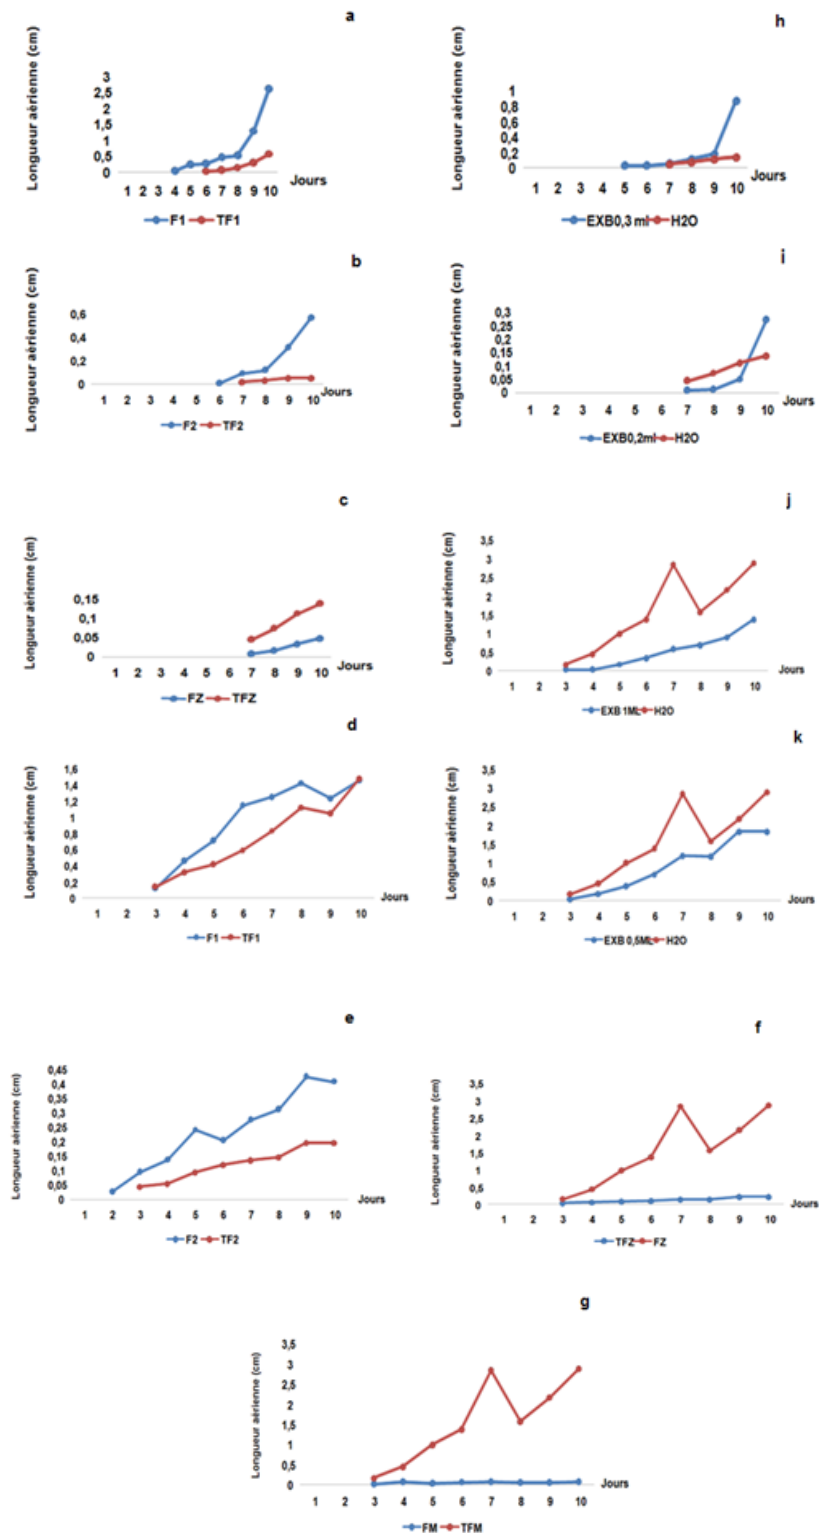 a
Longueur aèrienne (cm)
3
2,5
2
1,5
1
0,5
0
1 2 3 4 5 6 7 8 9 10
Jours
F1 TF1
h
Longueur aèrienne (cm)
1
0,8
0,6
0,4
0,2
0
1 2 3 4 5 6 7 8 9 10
Jours
EXB0,3 ml H2O
b
Longueur aèrienne (cm)
0,6
0,4
0,2
0
1 2 3 4 5 6 7 8 9 10
Jours
F2 TF2
i
Longueur aèrienne (cm)
0,3
0,25
0,2
0,15
0,1
0,05
0
1 2 3 4 5 6 7 8 9 10
Jours
EXB0,2ml H2O
c
Longueur aèrienne (cm)
0,15
0,1
0,05
0
1 2 3 4 5 6 7 8 9 10
Jours
FZ TFZ
j
Longueur aèrienne (cm)
3,5
3
2,5
2
1,5
1
0,5
0
1 2 3 4 5 6 7 8 9 10
Jours
EXB 1ML H2O
d
Longueur aèrienne (cm)
1,6
1,4
1,2
1
0,8
0,6
0,4
0,2
0
1 2 3 4 5 6 7 8 9 10
Jours
F1 TF1
k
Longueur aèrienne (cm)
3,5
3
2,5
2
1,5
1
0,5
0
1 2 3 4 5 6 7 8 9 10
Jours
EXB 0,5ML H2O
e
Longueur aèrienne (cm)
0,45
0,4
0,35
0,3
0,25
0,2
0,15
0,1
0,05
0
1 2 3 4 5 6 7 8 9 10
Jours
F2 TF2
f
Longueur aèrienne (cm)
3,5
3
2,5
2
1,5
1
0,5
0
1 2 3 4 5 6 7 8 9 10
Jours
TFZ FZ
g
Longueur aèrienne (cm)
3,5
3
2,5
2
1,5
1
0,5
0
1 2 3 4 5 6 7 8 9 10
Jours
FM TFM